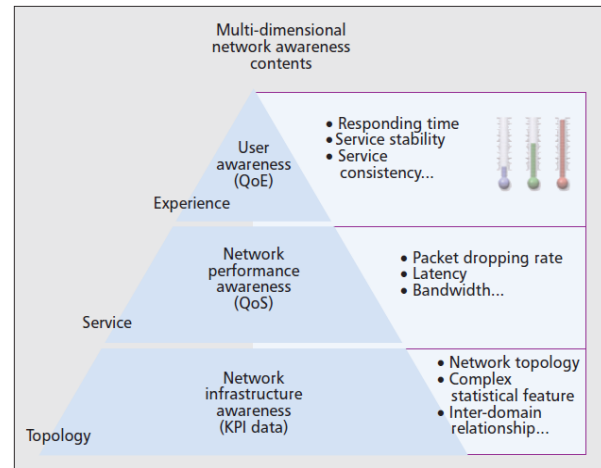 Multi-dimensional
network awareness
contents
User
awareness
(QoE)
Experience
• Responding time
• Service stability
• Service
consistency...
Network
performance
awareness
(QoS)
Service
• Packet dropping rate
• Latency
• Bandwidth...
Network
infrastructure
awareness
(KPI data)
Topology
• Network topology
• Complex
statistical feature
• Inter-domain
relationship...